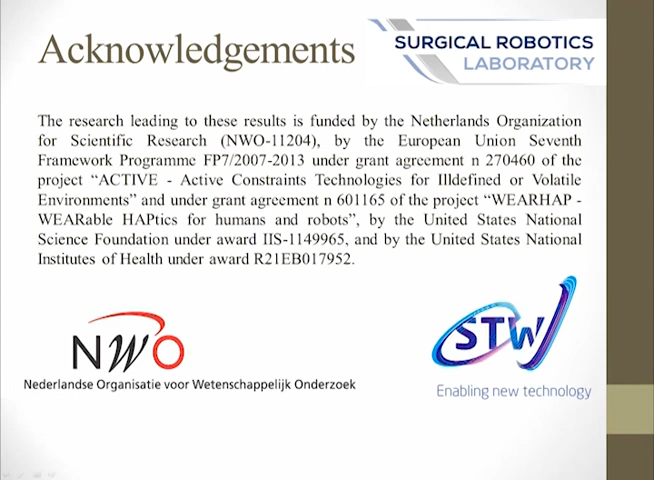 Acknowledgements
SURGICAL ROBOTICS
LABORATORY
The research leading to these results is funded by the Netherlands Organization
for Scientific Research (NWO-11204), by the European Union Seventh
Framework Programme FP7/2007-2013 under grant agreement n 270460 of the
project “ACTIVE - Active Constraints Technologies for Illdefined or Volatile
Environments” and under grant agreement n 601165 of the project “WEARHAP -
WEARable HAPtics for humans and robots”, by the United States National
Science Foundation under award IIS-1149965, and by the United States National
Institutes of Health under award R21EB017952.
NWO
Nederlandse Organisatie voor Wetenschappelijk Onderzoek
STW
Enabling new technology